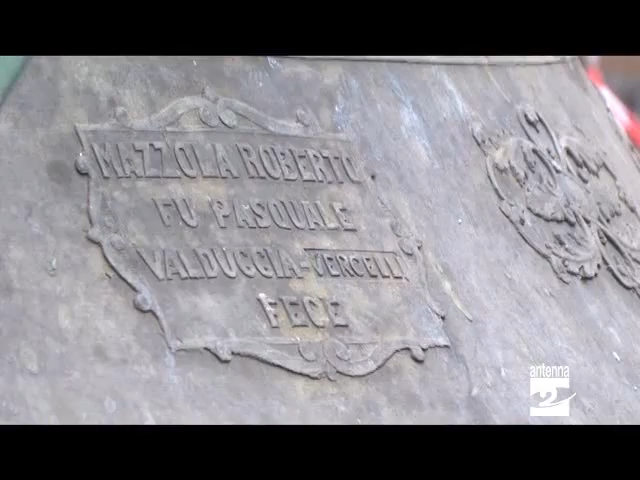 MAZZOLA ROBERTO
FU PASQUALE
VALDUGGIA-VERCELLI
FECE
antenna
2